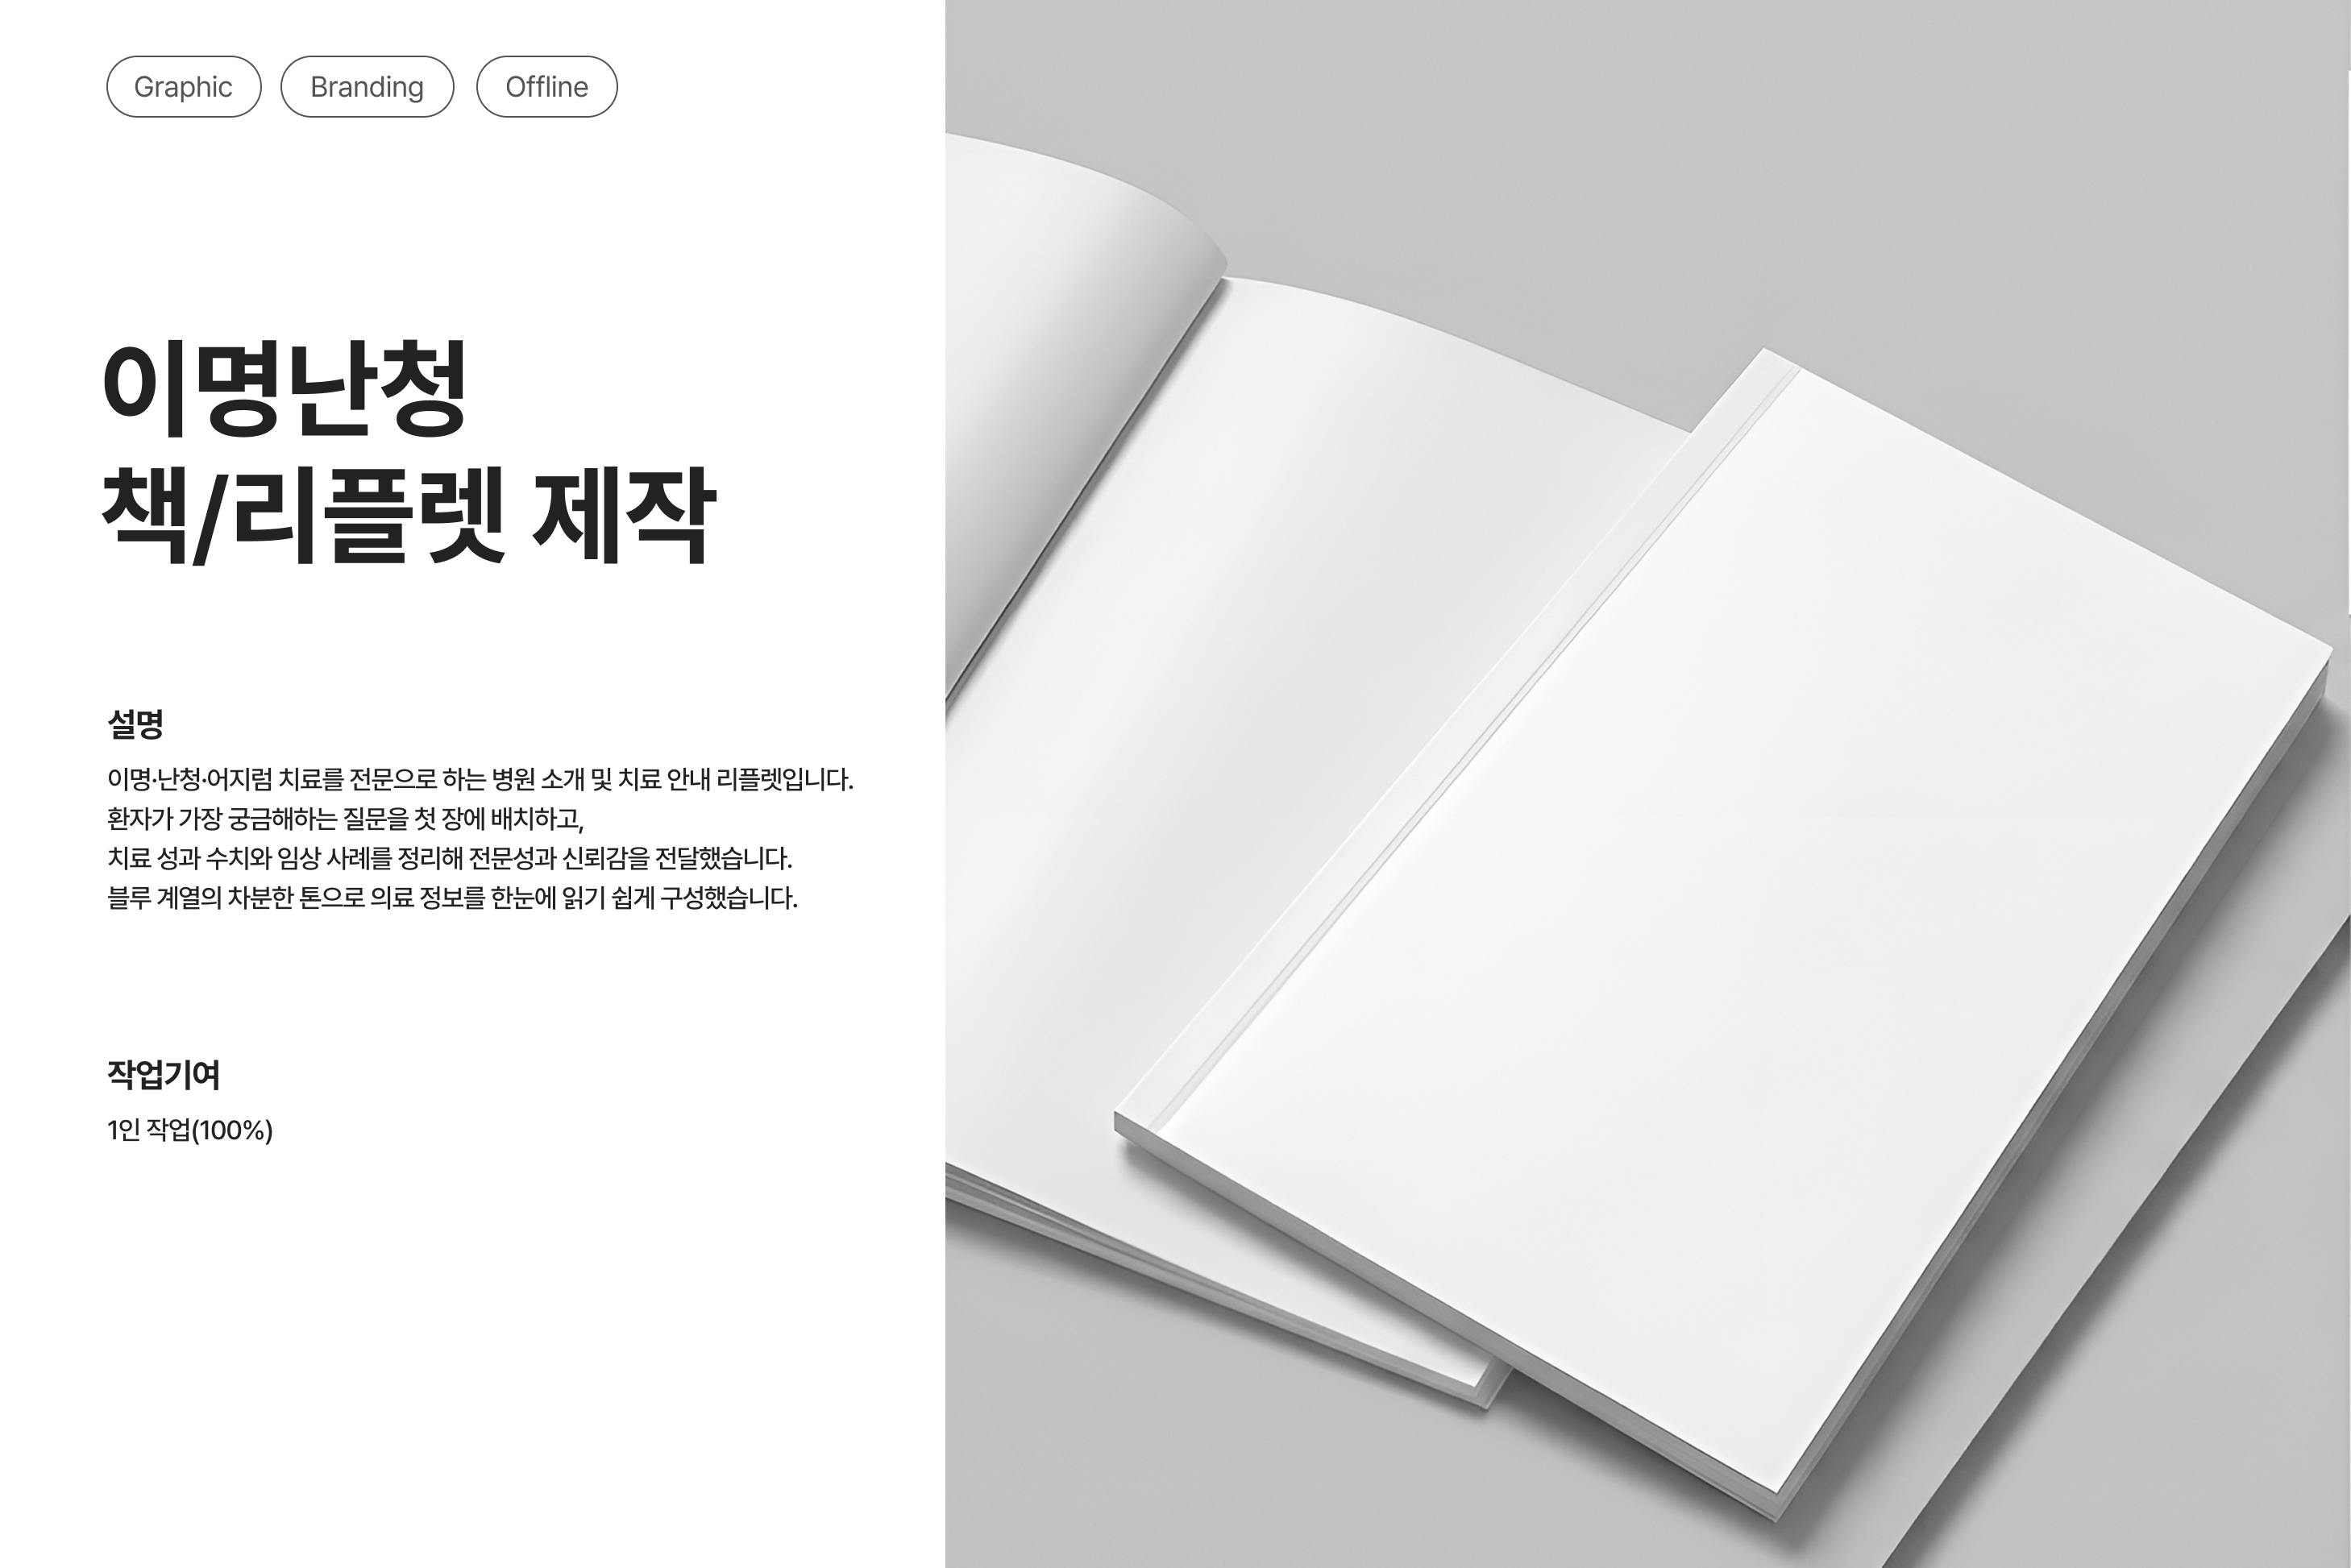 Graphic Branding Offline
이명난청
책/리플렛 제작
설명
이명·난청·어지럼 치료를 전문으로 하는 병원 소개 및 치료 안내 리플렛입니다.
환자가 가장 궁금해하는 질문을 첫 장에 배치하고,
치료 성과 수치와 임상 사례를 정리해 전문성과 신뢰감을 전달했습니다.
블루 계열의 차분한 톤으로 의료 정보를 한눈에 읽기 쉽게 구성했습니다.
작업기여
1인 작업(100%)